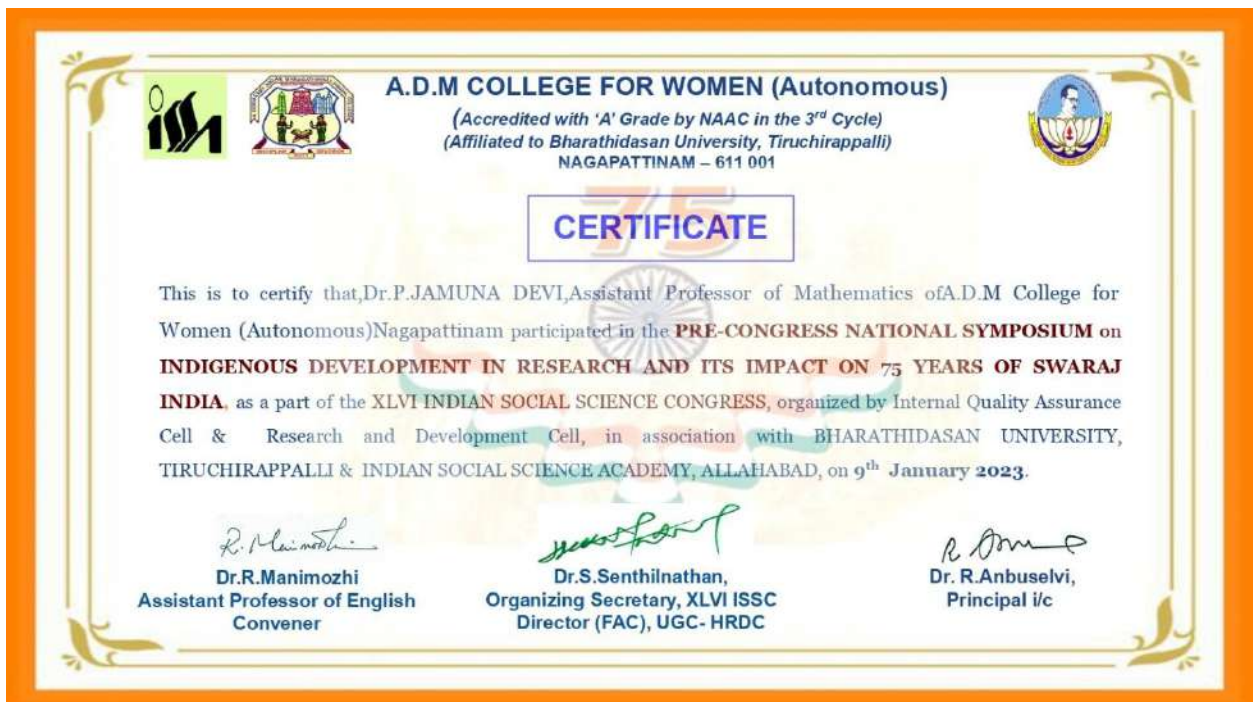 A.D.M COLLEGE FOR WOMEN (Autonomous)
(Accredited with ‘A’ Grade by NAAC in the 3rd Cycle)
(Affiliated to Bharathidasan University, Tiruchirappalli)
NAGAPATTINAM – 611 001
75
CERTIFICATE
This is to certify that,Dr.P.JAMUNA DEVI,Assistant Professor of Mathematics ofA.D.M College for
Women (Autonomous)Nagapattinam participated in the PRE-CONGRESS NATIONAL SYMPOSIUM on
INDIGENOUS DEVELOPMENT IN RESEARCH AND ITS IMPACT ON 75 YEARS OF SWARAJ
INDIA, as a part of the XLVI INDIAN SOCIAL SCIENCE CONGRESS, organized by Internal Quality Assurance
Cell & Research and Development Cell, in association with BHARATHIDASAN UNIVERSITY,
TIRUCHIRAPPALLI & INDIAN SOCIAL SCIENCE ACADEMY, ALLAHABAD, on 9th January 2023.
Dr.R.Manimozhi
Assistant Professor of English
Convener
Dr.S.Senthilnathan,
Organizing Secretary, XLVI ISSC
Director (FAC), UGC- HRDC
Dr. R.Anbuselvi,
Principal i/c